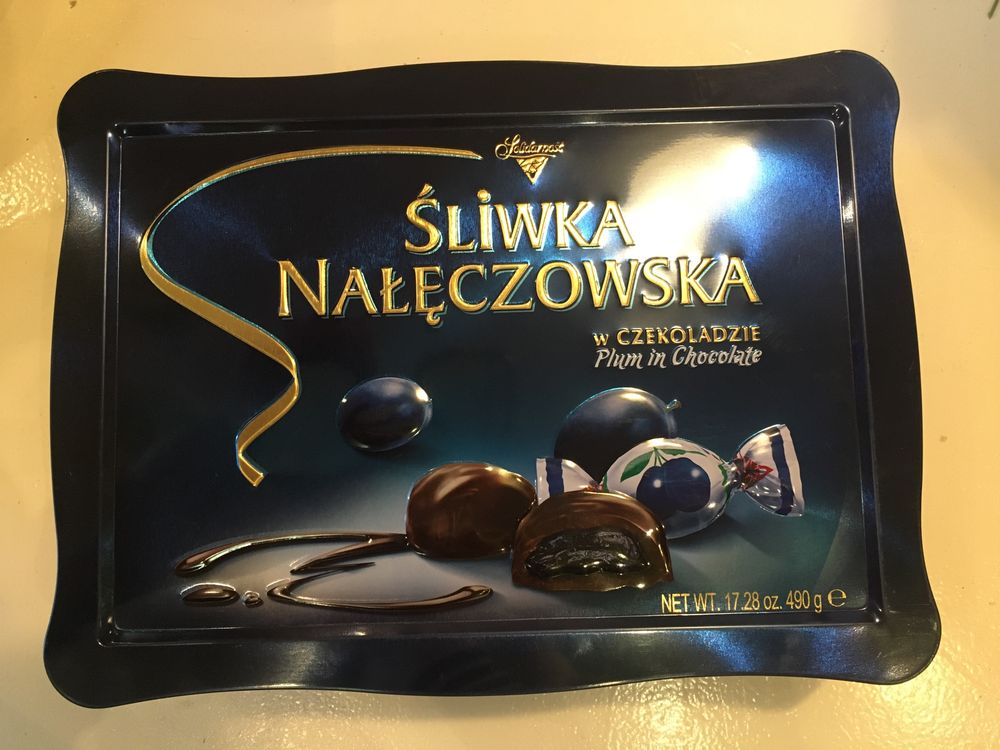 Solidarność
ŚLIWKA
NAŁĘCZOWSKA
w CZEKOLADZIE
Plum in Chocolate
NET WT. 17.28 oz. 490 g ℮